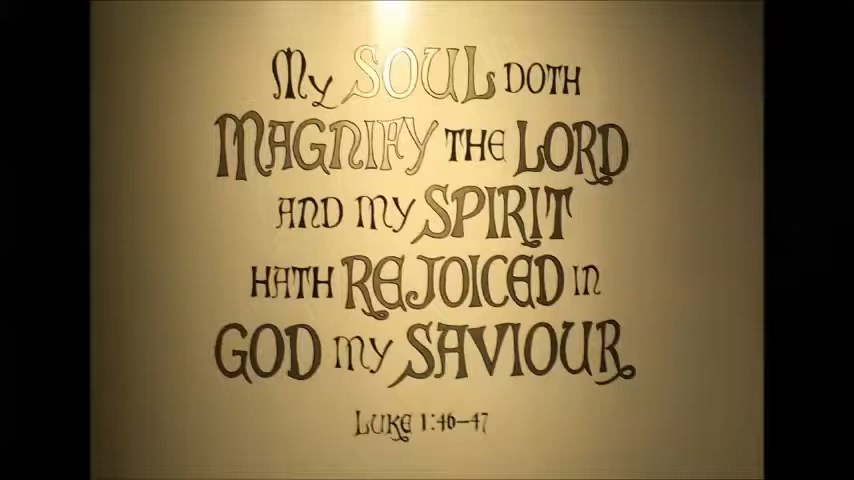 My SOUL DOTH
MAGNIFY THE LORD
AND MY SPIRIT
HATH REJOICED IN
GOD MY SAVIOUR
LUKE 1:46-47